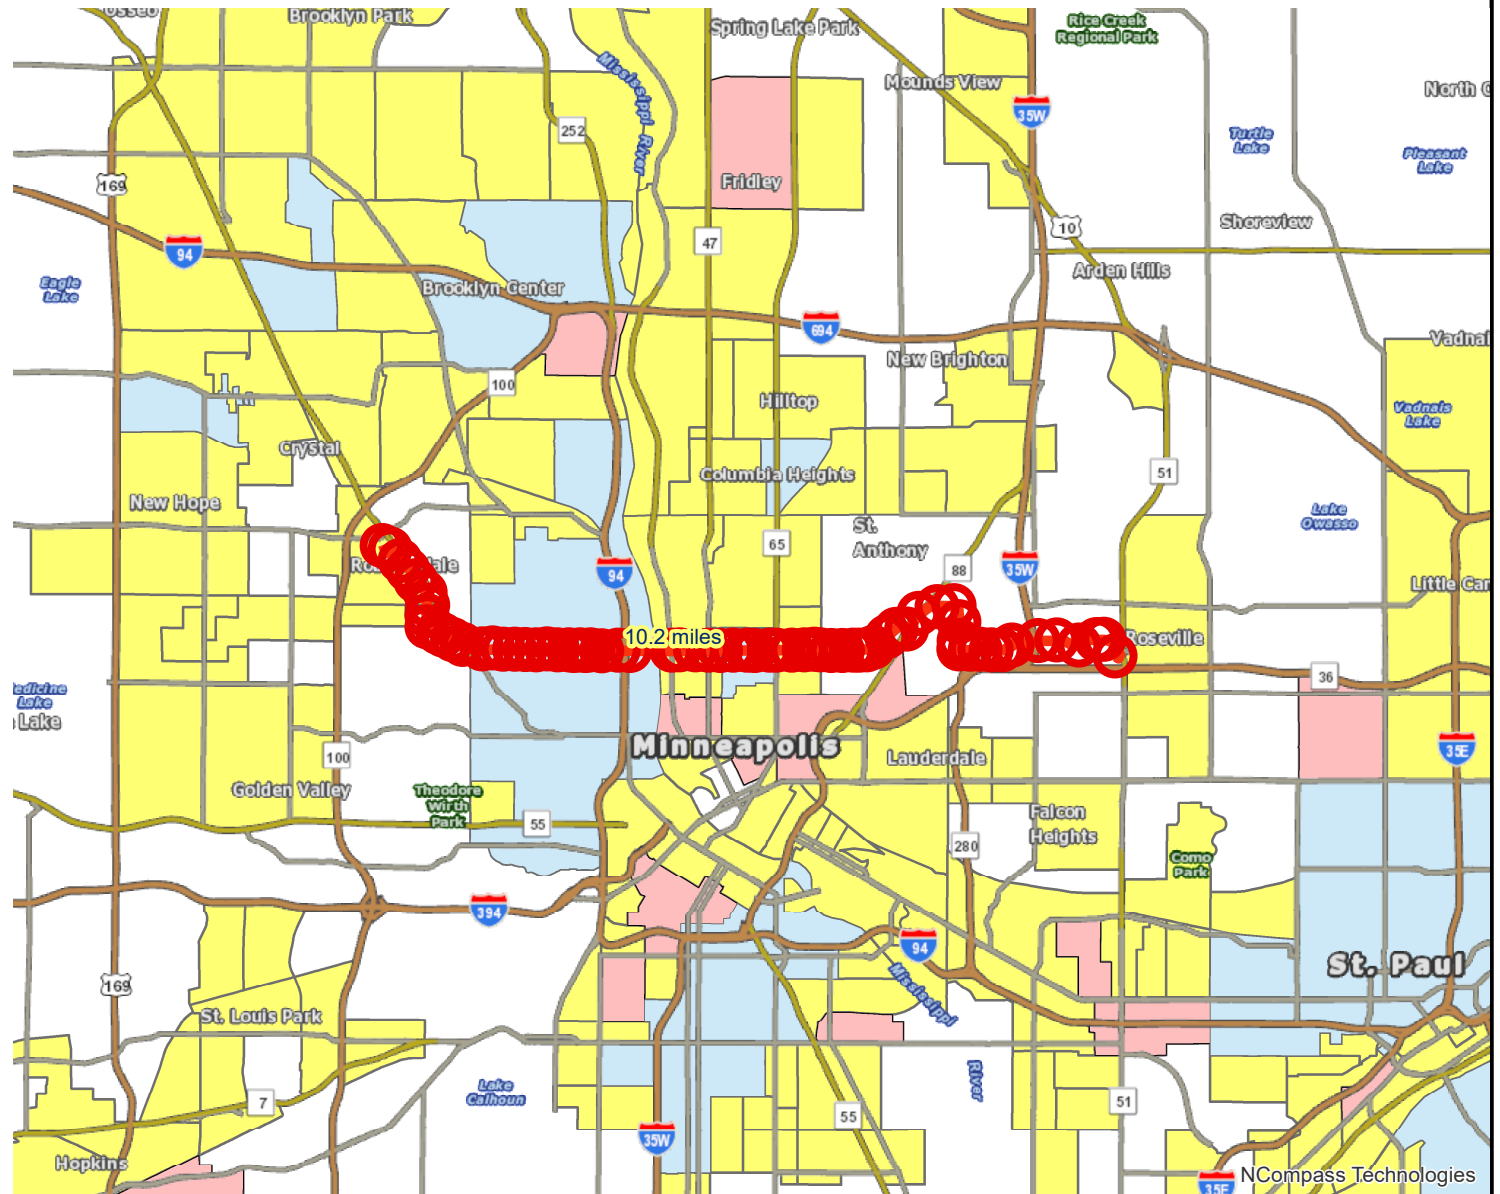 Osseo
Brooklyn Park
Spring Lake Park
Rice Creek
Regional Park
Mississippi River
Mounds View
North
35W
252
Turtle
Lake
Pleasant
Lake
169
Fridley
Shoreview
10
47
94
Arden Hills
Eagle
Lake
Brooklyn Center
694
New Brighton
100
Hilltop
Vadnais
Lake
Crystal
Columbia Heights
51
New Hope
Lake
Owasso
St.
Anthony
65
88
35W
94
Little
10.2 miles
Roseville
36
Lake
Lake
Minneapolis
35E
100
Lauderdale
Golden Valley
Theodore
Wirth
Park
55
Falcon
Heights
280
Como
Park
394
94
St. Paul
169
Mississippi
River
St. Louis Park
Lake
Calhoun
7
51
55
35W
Hopkins
35E
NCompass Technologies